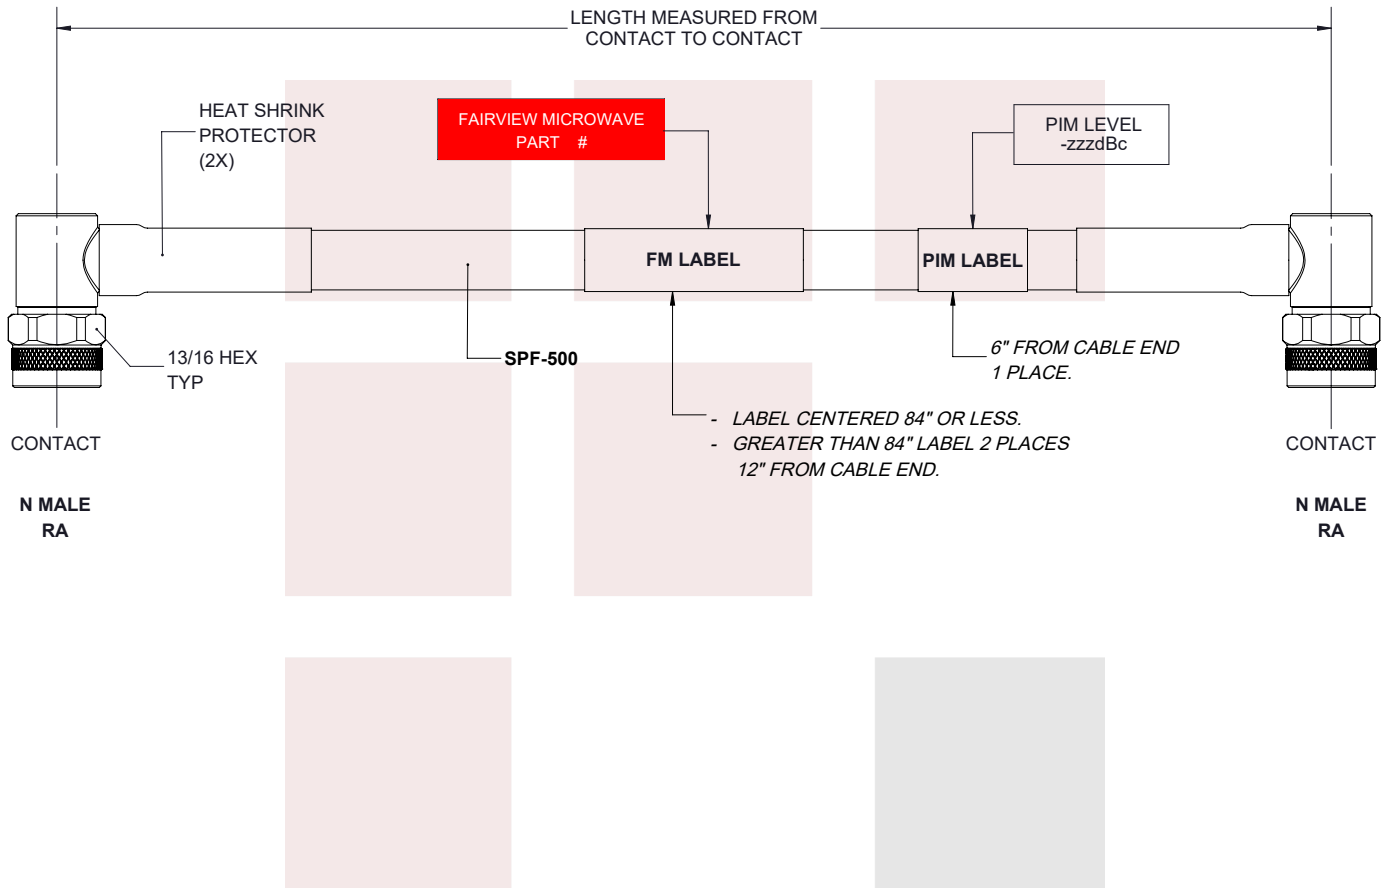 LENGTH MEASURED FROM
CONTACT TO CONTACT
HEAT SHRINK
PROTECTOR
(2X)
FAIRVIEW MICROWAVE
PART #
PIM LEVEL
-zzzdBc
FM LABEL
PIM LABEL
13/16 HEX
TYP
SPF-500
6" FROM CABLE END
1 PLACE.
- LABEL CENTERED 84" OR LESS.
- GREATER THAN 84" LABEL 2 PLACES
12" FROM CABLE END.
CONTACT
N MALE
RA
CONTACT
N MALE
RA